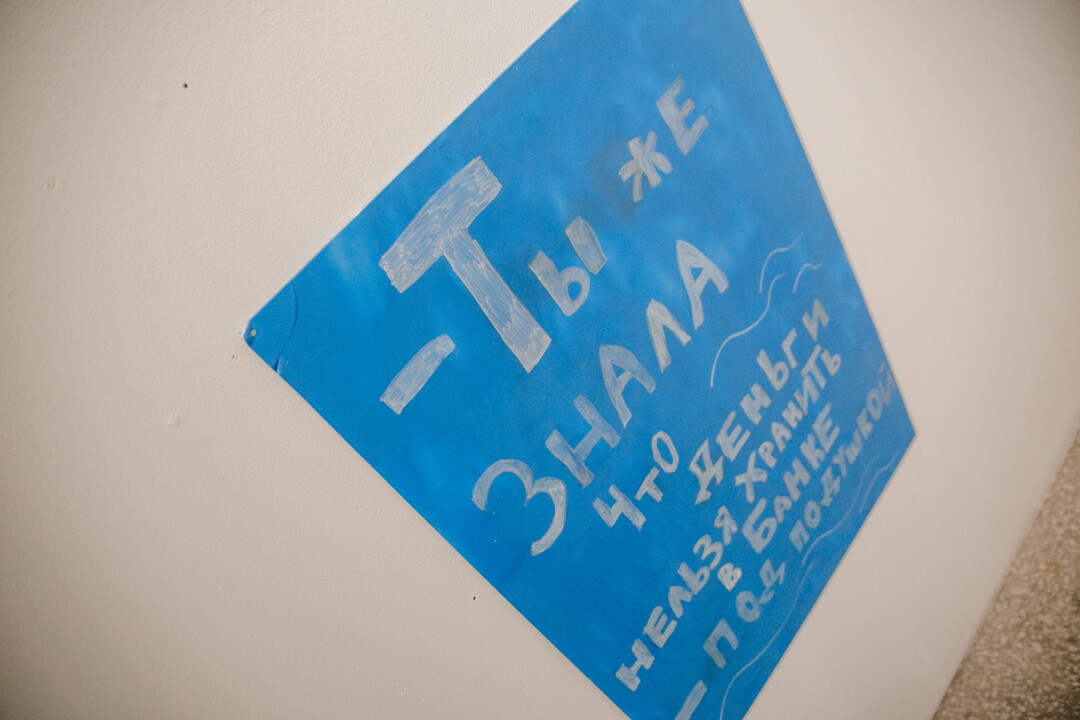 - Ты же
знала
что деньги
нельзя хранить
в банке
- под подушкой